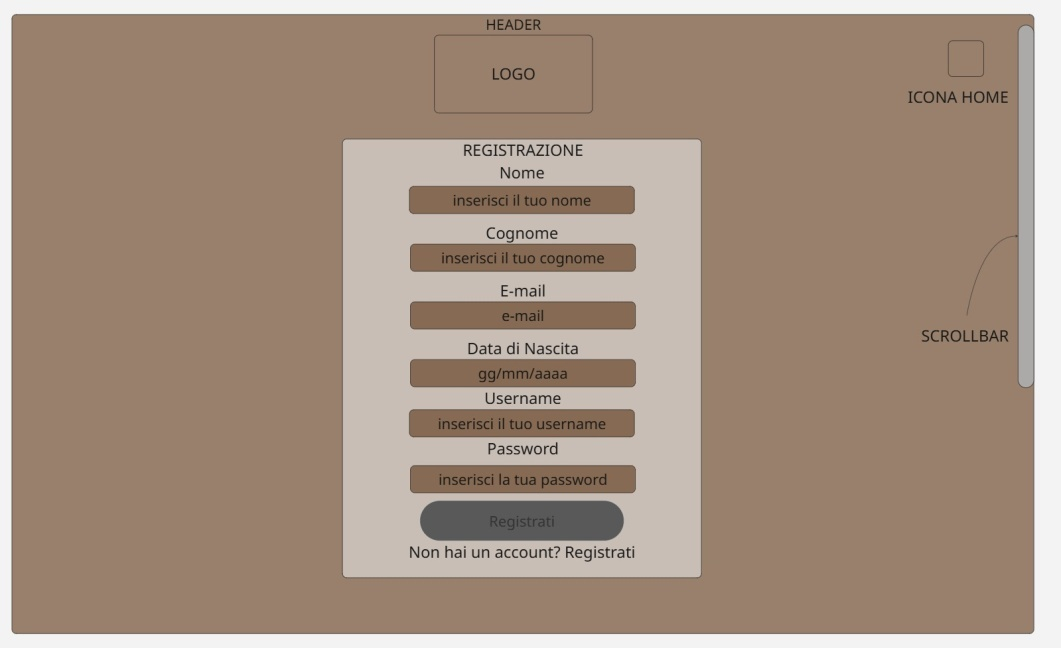 HEADER
LOGO
ICONA HOME
REGISTRAZIONE
Nome
inserisci il tuo nome
Cognome
inserisci il tuo cognome
E-mail
e-mail
Data di Nascita
gg/mm/aaaa
Username
inserisci il tuo username
Password
inserisci la tua password
Registrati
Non hai un account? Registrati
SCROLLBAR